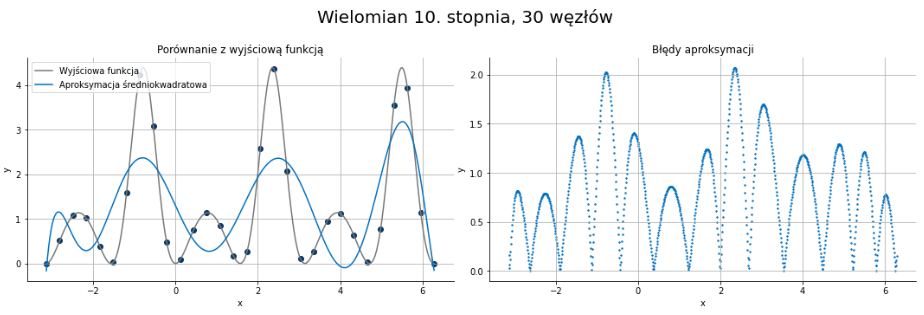 Wielomian 10. stopnia, 30 węzłów
Porównanie z wyjściową funkcją
Wyjściowa funkcja
Aproksymacja średniokwadratowa
4
3
2
1
0
y
−2
0
2
4
6
x
Błędy aproksymacji
2.0
1.5
1.0
0.5
0.0
y
−2
0
2
4
6
x